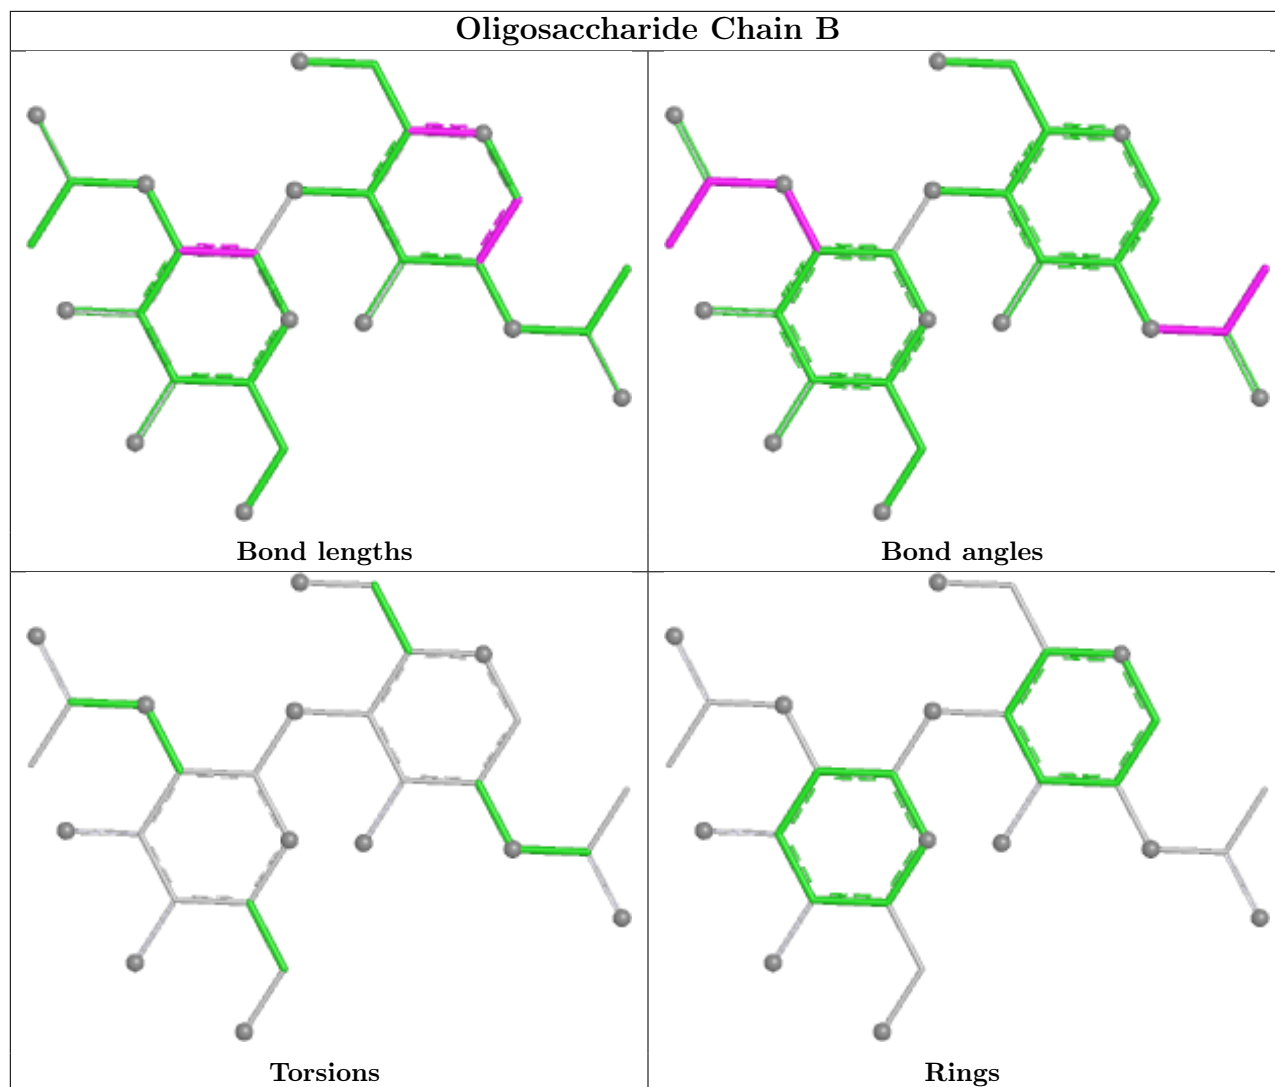 Oligosaccharide Chain B
Bond lengths
Bond angles
Torsions
Rings